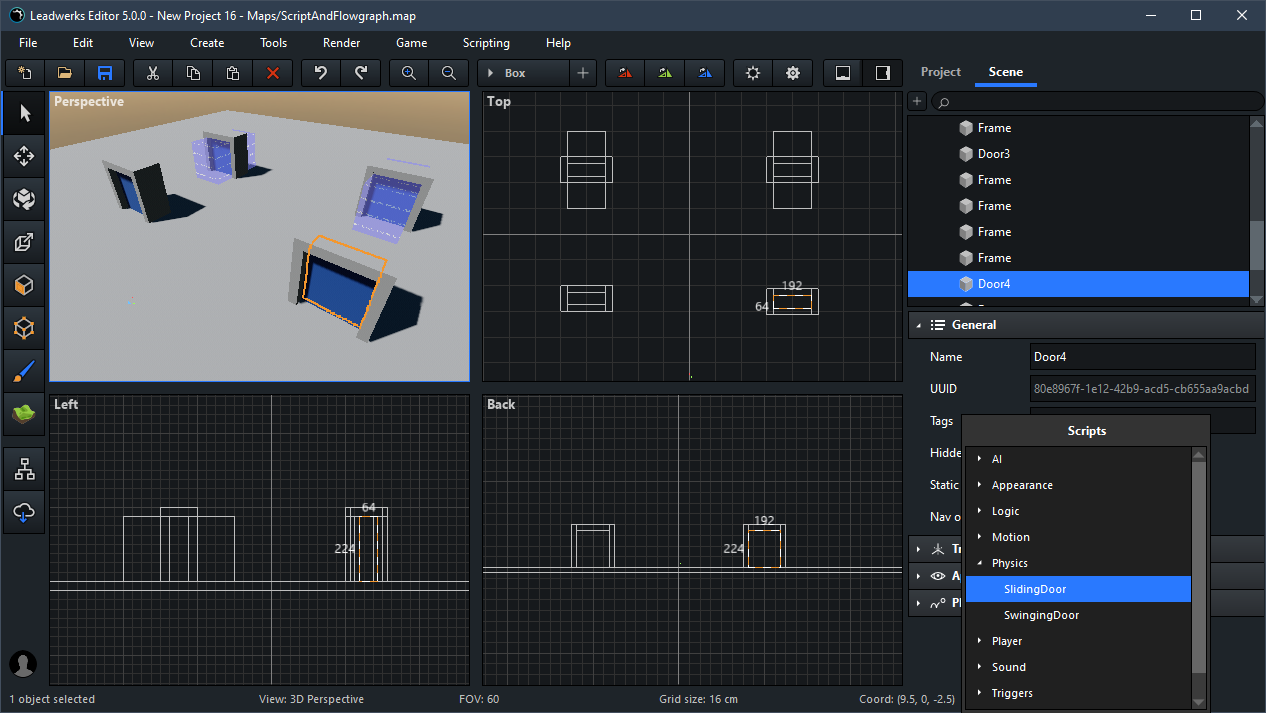 Leadwerks Editor 5.0.0 - New Project 16 - Maps/ScriptAndFlowgraph.map
File Edit View Create Tools Render Game Scripting Help
Box
Project Scene
Perspective
Top
192
64
Left
64
224
Back
192
224
Frame
Door3
Frame
Frame
Frame
Frame
Door4
General
Name Door4
UUID 80e8967f-1e12-42b9-acd5-cb655aa9acbd
Tags
Hidde
Static
Nav o
Scripts
AI
Appearance
Logic
Motion
Physics
SlidingDoor
SwingingDoor
Player
Sound
Triggers
1 object selected View: 3D Perspective FOV: 60 Grid size: 16 cm Coord: (9.5, 0, -2.5)